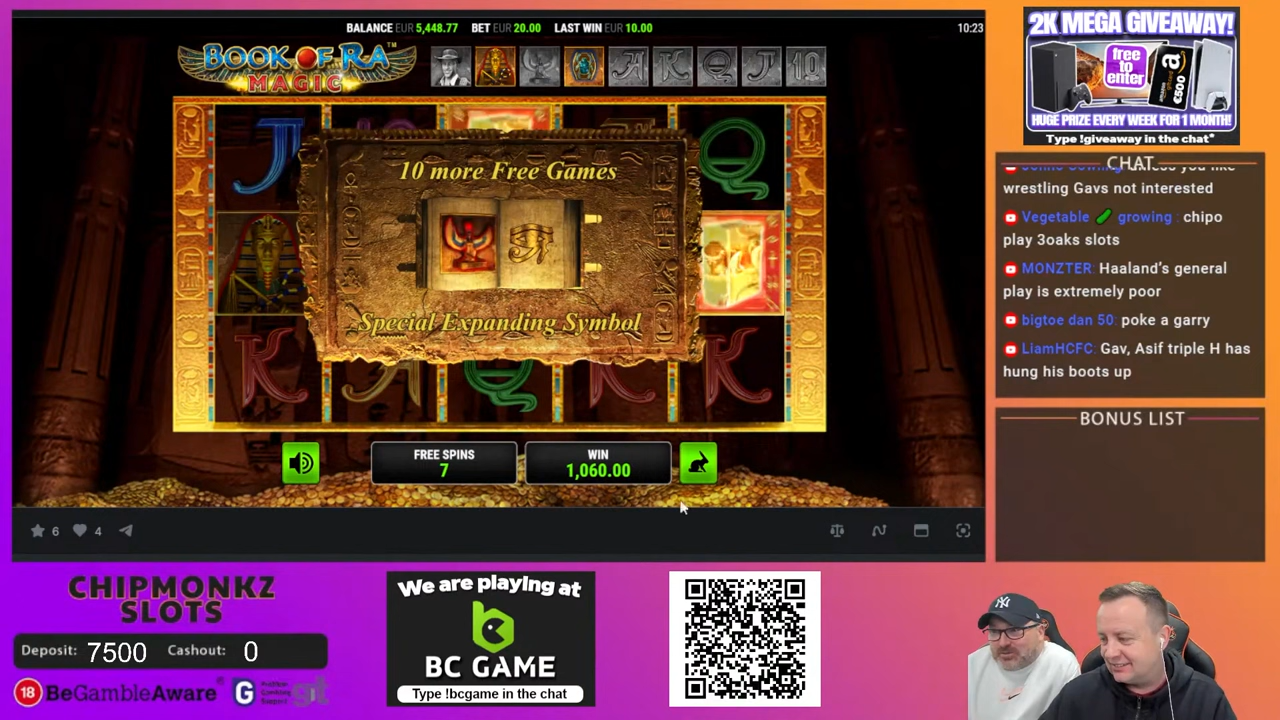 BALANCE EUR 5,448.77 BET EUR 20.00 LAST WIN EUR 10.00
10:23
BOOK OF RA™
MAGIC
A K Q J 10
J
Q
10 more Free Games
Special Expanding Symbol
K A Q K K
FREE SPINS
7
WIN
1,060.00
6 4
2K MEGA GIVEAWAY!
free
to
enter
amazon
€500
HUGE PRIZE EVERY WEEK FOR 1 MONTH!
Type !giveaway in the chat*
CHAT
wrestling Gavs not interested
Vegetable growing : chipo
play 3oaks slots
MONZTER: Haaland's general
play is extremely poor
bigtoe dan 50: poke a garry
LiamHCFC: Gav, Asif triple H has
hung his boots up
BONUS LIST
CHIPMONKZ
SLOTS
Deposit: 7500 Cashout: 0
18 BeGambleAware®
We are playing at
BC GAME
Type !bcgame in the chat
NY